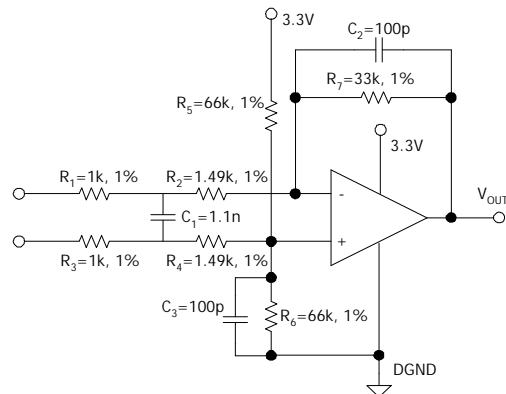 3.3V
C2=100p
R7=33k, 1%
R5=66k, 1%
3.3V
R1=1k, 1%
R2=1.49k, 1%
-
VOUT
C1=1.1n
+
R3=1k, 1%
R4=1.49k, 1%
C3=100p
R6=66k, 1%
DGND